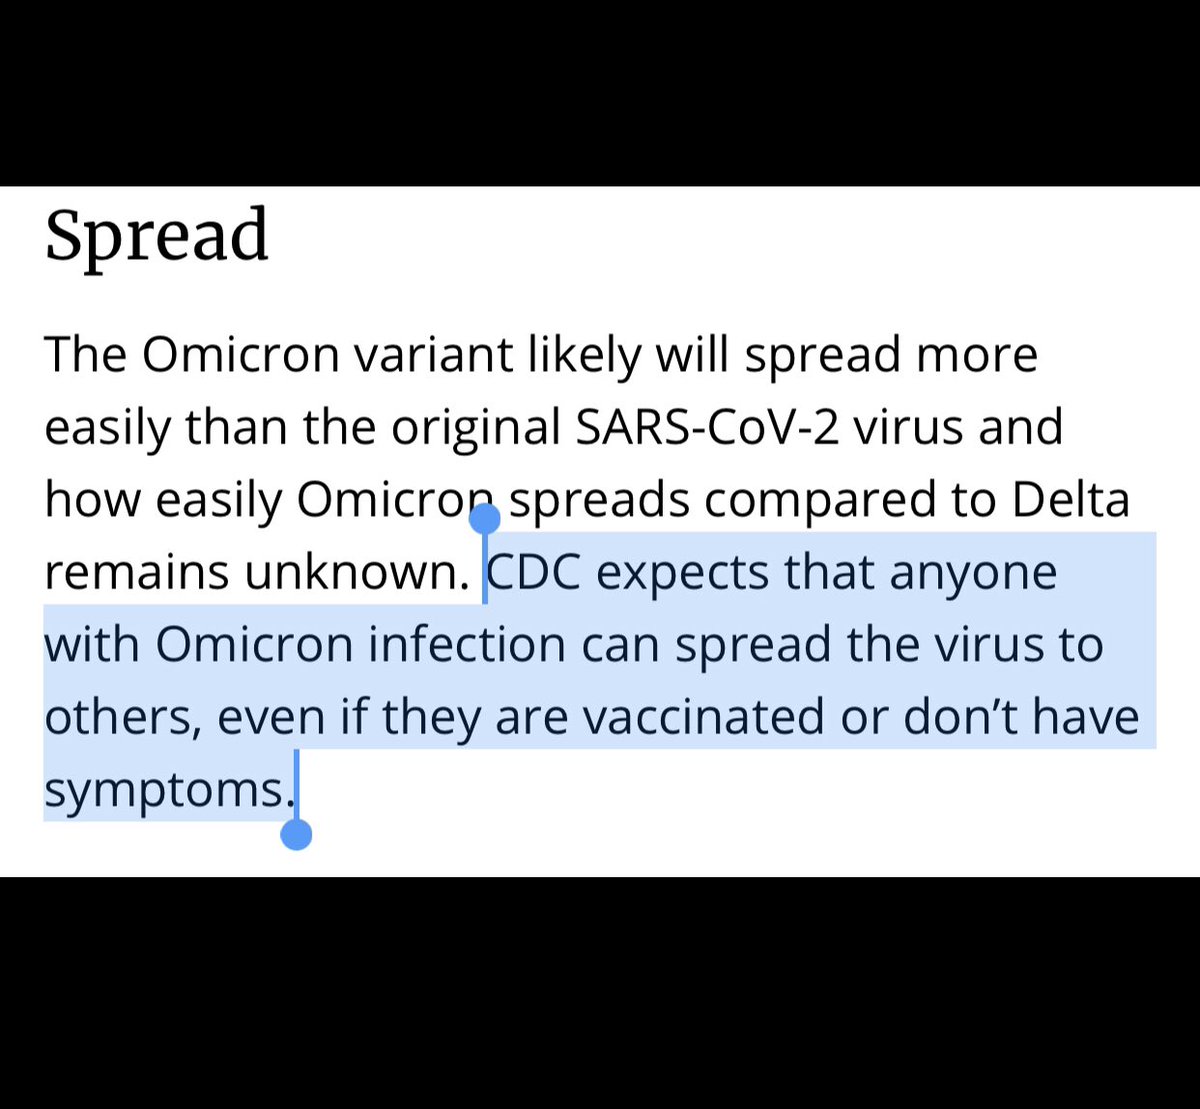 Spread
The Omicron variant likely will spread more
easily than the original SARS-CoV-2 virus and
how easily Omicron spreads compared to Delta
remains unknown. CDC expects that anyone
with Omicron infection can spread the virus to
others, even if they are vaccinated or don’t have
symptoms.